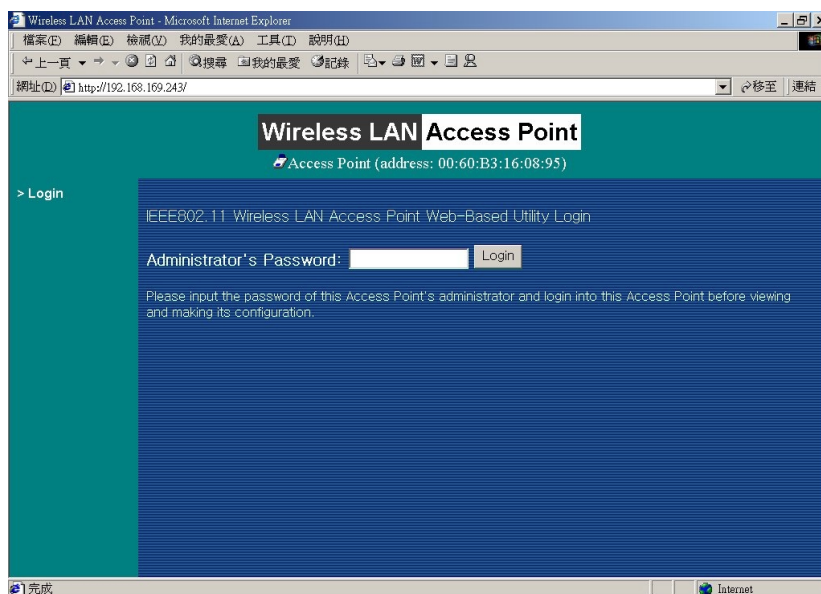 Wireless LAN Access Point - Microsoft Internet Explorer
檔案(F) 編輯(E) 檢視(V) 我的最愛(A) 工具(T) 說明(H)
上一頁 搜尋 我的最愛 記錄
網址(D) http://192.168.169.243/ 移至 連結
Wireless LAN Access Point
Access Point (address: 00:60:B3:16:08:95)
> Login
IEEE802.11 Wireless LAN Access Point Web-Based Utility Login
Administrator's Password: Login
Please input the password of this Access Point's administrator and login into this Access Point before viewing
and making its configuration.
完成 Internet